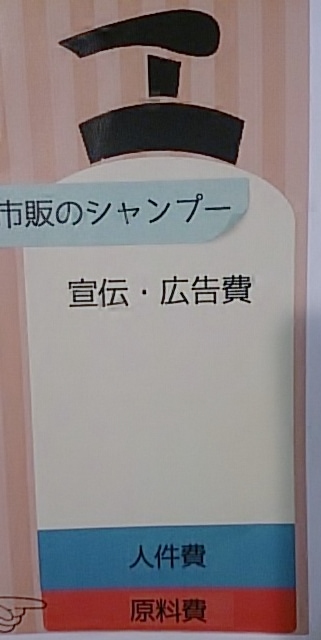 市販のシャンプー
宣伝・広告費
人件費
原料費